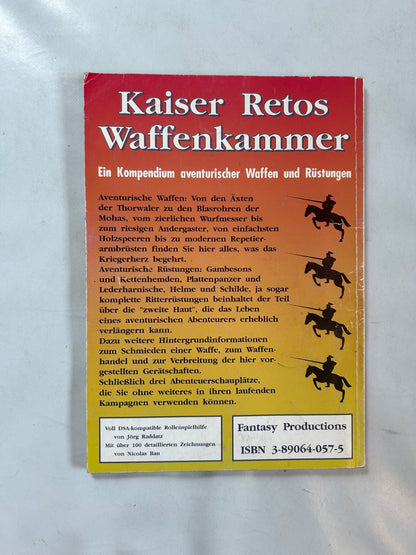 Kaiser Retos
Waffenkammer
Ein Kompendium aventurischer Waffen und Rüstungen
Aventurische Waffen: Von den Äxten
der Thorwaler zu den Blasrohren der
Mohas, vom zierlichen Wurfmesser bis
zum riesigen Andergaster, von einfachsten
Holzspeeren bis zu modernen Repetier-
armbrüsten finden Sie hier alles, was das
Kriegerherz begehrt.
Aventurische Rüstungen: Gambesons
und Kettenhemden, Plattenpanzer und
Lederharnische, Helme und Schilde, ja sogar
komplette Ritterrüstungen beinhaltet der Teil
über die "zweite Haut", die das Leben
eines aventurischen Abenteurers erheblich
verlängern kann.
Dazu weitere Hintergrundinformationen
zum Schmieden einer Waffe, zum Waffen-
handel und zur Verbreitung der hier vor-
gestellten Gerätschaften.
Schließlich drei Abenteuerschauplätze,
die Sie ohne weiteres in ihren laufenden
Kampagnen verwenden können.
Voll DSA-kompatible Rollenspielhilfe
von Jörg Raddatz
Mit über 100 detaillierten Zeichnungen
von Nicolas Bau
Fantasy Productions
ISBN 3-89064-057-5